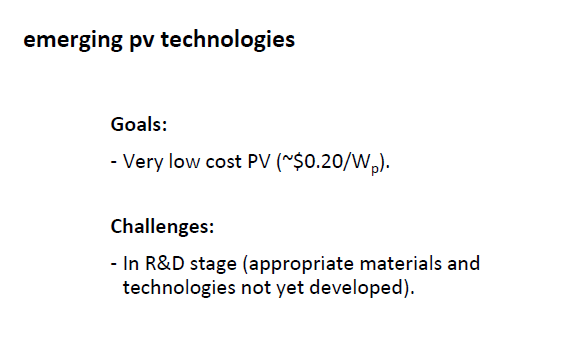 emerging pv technologies
Goals:
- Very low cost PV (~$0.20/Wp).
Challenges:
- In R&D stage (appropriate materials and
technologies not yet developed).